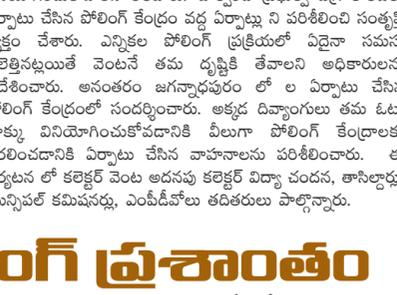 ర్పాటు చేసిన పోలింగ్ కేంద్రం వద్ద ఏర్పాట్లు ని పరిశీలించి సంతృప్తి
క్తం చేశారు. ఎన్నికల పోలింగ్ ప్రక్రియలో ఏదైనా సమస
లెత్తినట్లయితే వెంటనే తమ దృష్టికి తేవాలని అధికారులన
దేశించారు. అనంతరం జగన్నాధపురం లో ల ఏర్పాటు చేసి
లింగ్ కేంద్రంలో సందర్శించారు. అక్కడ దివ్యాంగులు తమ ఓట
క్కు వినియోగించుకోవడానికి వీలుగా పోలింగ్ కేంద్రాలక
రలించడానికి ఏర్పాటు చేసిన వాహనాలను పరిశీలించారు. ఈ
ర్యటన లో కలెక్టర్ వెంట అదనపు కలెక్టర్ విద్యా చందన, తాసిల్దార్లు
మున్సిపల్ కమిషనర్లు, ఎంపీడీవోలు తదితరులు పాల్గొన్నారు.
ింగ్ ప్రశాంతం